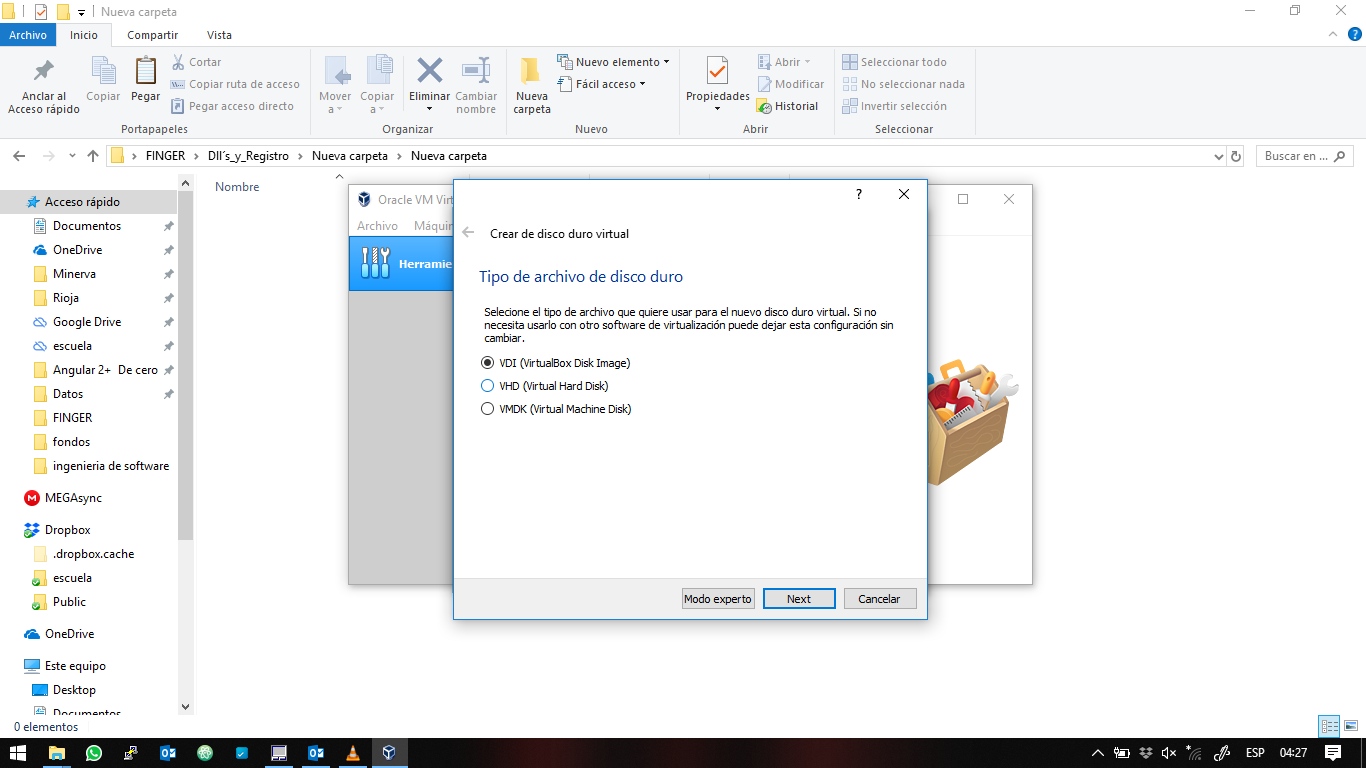 Nueva carpeta
Archivo
Inicio
Compartir
Vista
Anclar al
Acceso rápido
Copiar
Pegar
Cortar
Copiar ruta de acceso
Pegar acceso directo
Portapapeles
Mover
a
Copiar
a
Eliminar
Cambiar
nombre
Organizar
Nueva
carpeta
Nuevo elemento
Fácil acceso
Nuevo
Propiedades
Abrir
Modificar
Historial
Abrir
Seleccionar todo
No seleccionar nada
Invertir selección
Seleccionar
FINGER > Dll´s_y_Registro > Nueva carpeta > Nueva carpeta
Buscar en ...
Acceso rápido
Documentos
OneDrive
Minerva
Rioja
Google Drive
escuela
Angular 2+ De cero
Datos
FINGER
fondos
ingenieria de software
MEGAsync
Dropbox
.dropbox.cache
escuela
Public
OneDrive
Este equipo
Desktop
Documentos
Nombre
Oracle VM Virt
Archivo
Máquin
Herramie
?
Crear de disco duro virtual
Tipo de archivo de disco duro
Selecione el tipo de archivo que quiere usar para el nuevo disco duro virtual. Si no
necesita usarlo con otro software de virtualización puede dejar esta configuración sin
cambiar.
VDI (VirtualBox Disk Image)
VHD (Virtual Hard Disk)
VMDK (Virtual Machine Disk)
Modo experto
Next
Cancelar
0 elementos
ESP
04:27